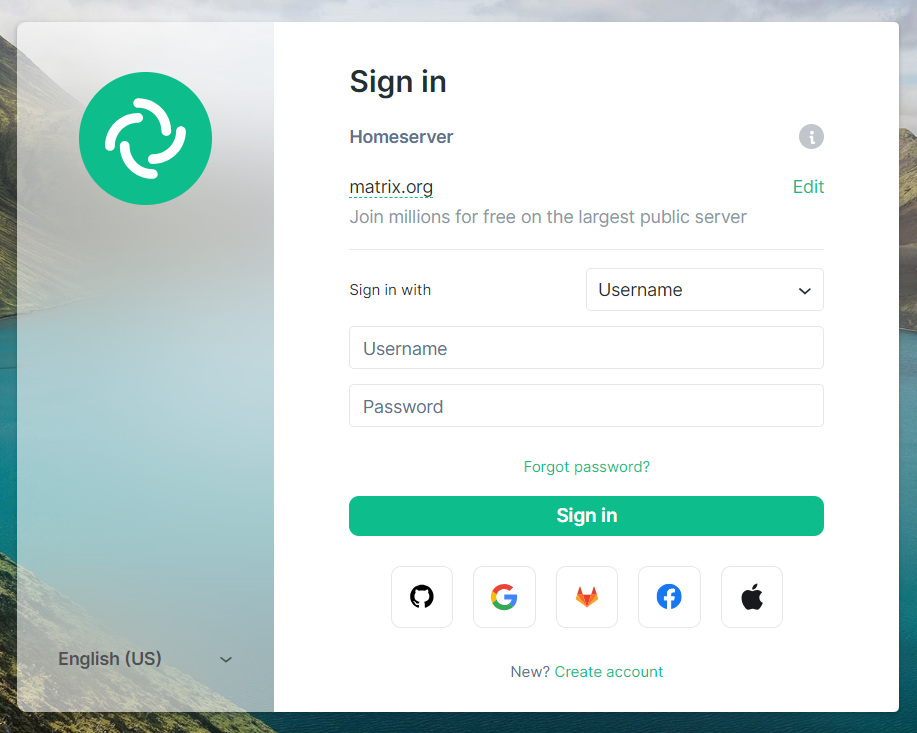 Sign in
Homeserver
matrix.org
Edit
Join millions for free on the largest public server
Sign in with
Username
Username
Password
Forgot password?
Sign in
English (US)
New? Create account